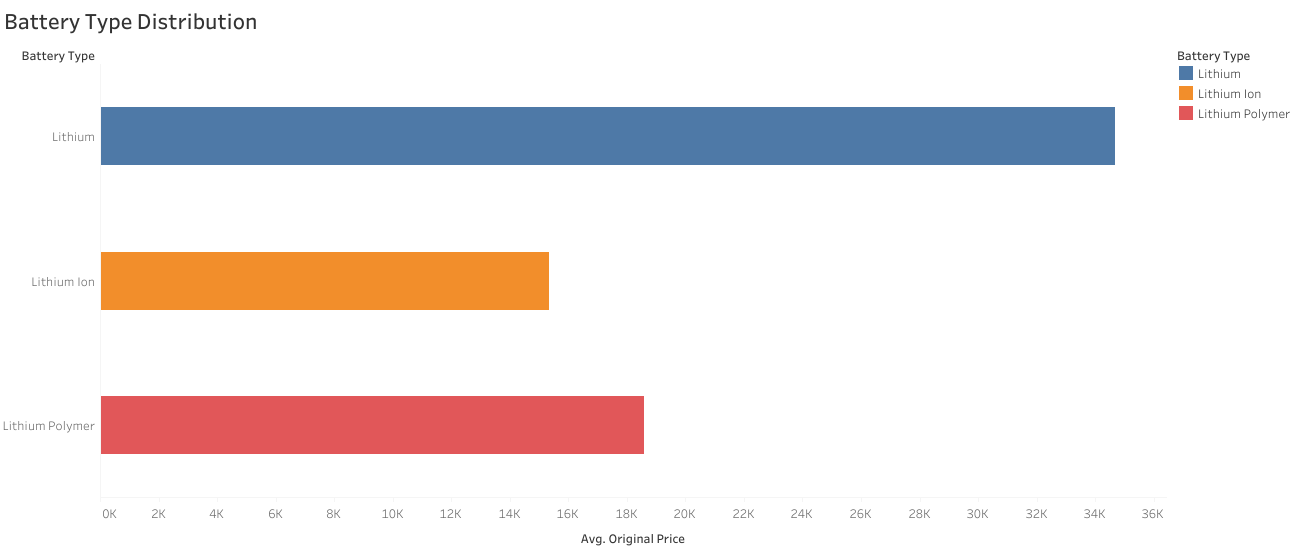 Battery Type Distribution
Battery Type
Lithium
Lithium Ion
Lithium Polymer
0K 2K 4K 6K 8K 10K 12K 14K 16K 18K 20K 22K 24K 26K 28K 30K 32K 34K 36K
Avg. Original Price
Battery Type
Lithium
Lithium Ion
Lithium Polymer